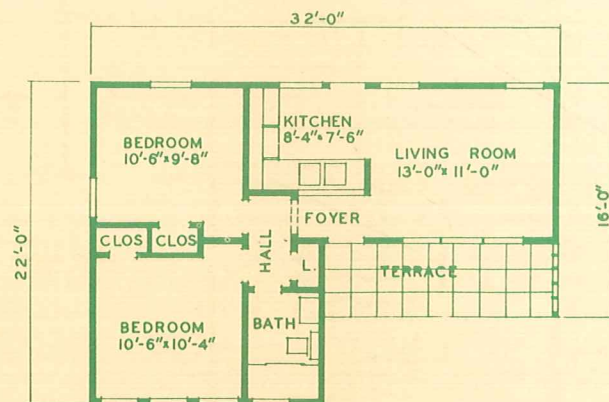 32'-0"
KITCHEN
8'-4"x7'-6"
BEDROOM
10'-6"x9'-8"
LIVING ROOM
13'-0"x11'-0"
16'-0"
22'-0"
FOYER
CLOS
CLOS
HALL
L.
TERRACE
BEDROOM
10'-6"x10'-4"
BATH